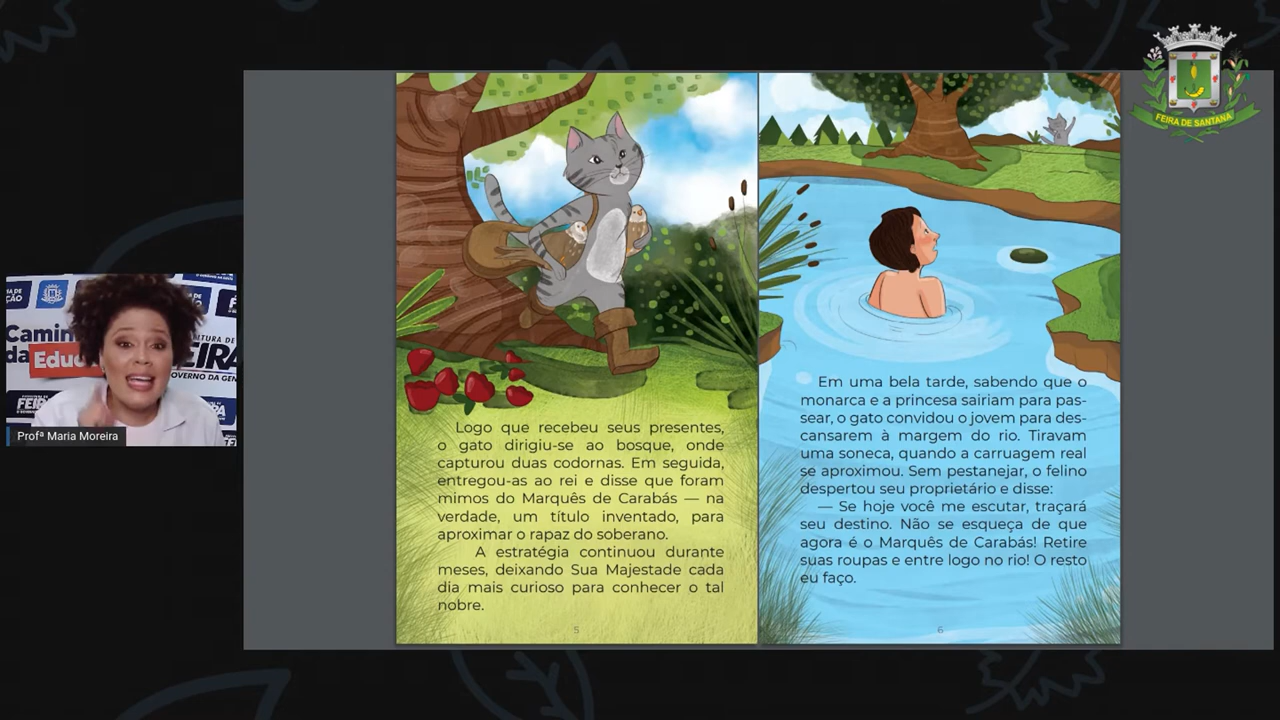 FEIRA DE SANTANA
Logo que recebeu seus presentes,
o gato dirigiu-se ao bosque, onde
capturou duas codornas. Em seguida,
entregou-as ao rei e disse que foram
mimos do Marquês de Carabás — na
verdade, um título inventado, para
aproximar o rapaz do soberano.
A estratégia continuou durante
meses, deixando Sua Majestade cada
dia mais curioso para conhecer o tal
nobre.
5
Em uma bela tarde, sabendo que o
monarca e a princesa sairiam para pas-
sear, o gato convidou o jovem para des-
cansarem à margem do rio. Tiravam
uma soneca, quando a carruagem real
se aproximou. Sem pestanejar, o felino
despertou seu proprietário e disse:
— Se hoje você me escutar, traçará
seu destino. Não se esqueça de que
agora é o Marquês de Carabás! Retire
suas roupas e entre logo no rio! O resto
eu faço.
6
Profª Maria Moreira